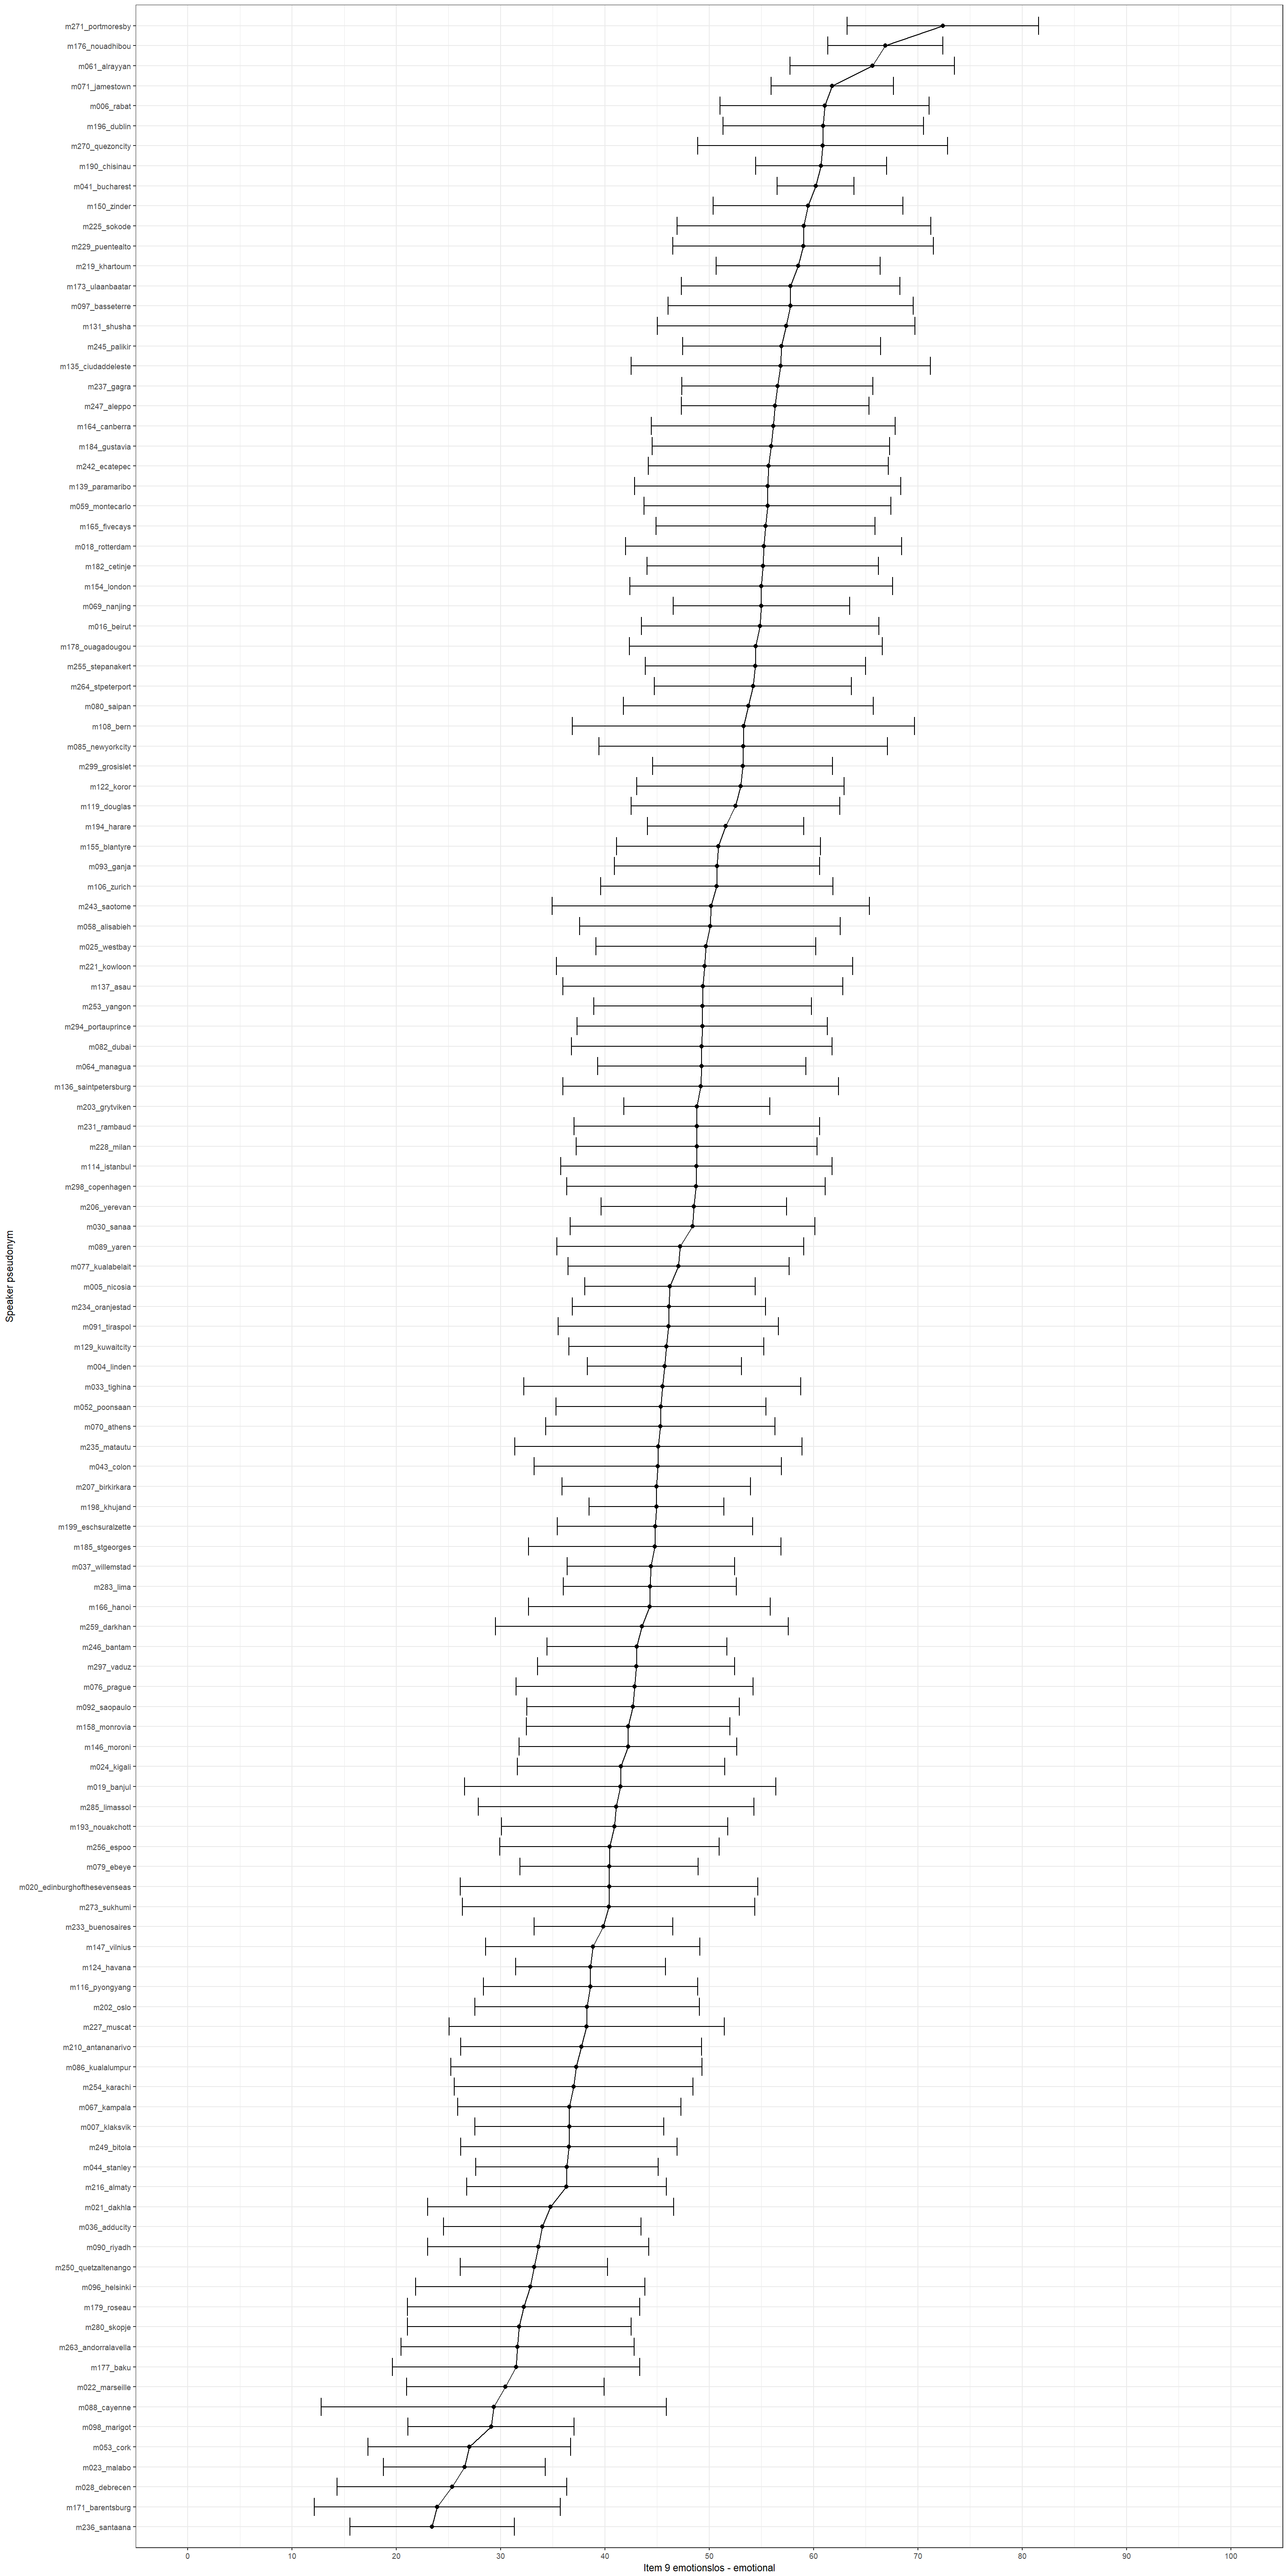 m271_portmoresby
m176_nouadhibou
m061_alrayyan
m071_jamestown
m006_rabat
m196_dublin
m270_quezoncity
m190_chisinau
m041_bucharest
m150_zinder
m225_sokode
m229_puentealto
m219_khartoum
m173_ulaanbaatar
m097_basseterre
m131_shusha
m245_palikir
m135_ciudaddeleste
m237_gagra
m247_aleppo
m164_canberra
m184_gustavia
m242_ecatepec
m139_paramaribo
m059_montecarlo
m165_fivecays
m018_rotterdam
m182_cetinje
m154_london
m069_nanjing
m016_beirut
m178_ouagadougou
m255_stepanakert
m264_stpeterport
m080_saipan
m108_bern
m085_newyorkcity
m299_grosislet
m122_koror
m119_douglas
m194_harare
m155_blantyre
m093_ganja
m106_zurich
m243_saotome
m058_alisabieh
m025_westbay
m221_kowloon
m137_asau
m253_yangon
m294_portauprince
m082_dubai
m064_managua
m136_saintpetersburg
m203_grytviken
m231_rambaud
m228_milan
m114_istanbul
m298_copenhagen
m206_yerevan
m030_sanaa
m089_yaren
m077_kualabelait
m005_nicosia
m234_oranjestad
m091_tiraspol
m129_kuwaitcity
m004_linden
m033_tighina
m052_poonsaan
m070_athens
m235_matautu
m043_colon
m207_birkirkara
m198_khujand
m199_eschsuralzette
m185_stgeorges
m037_willemstad
m283_lima
m166_hanoi
m259_darkhan
m246_bantam
m297_vaduz
m076_prague
m092_saopaulo
m158_monrovia
m146_moroni
m024_kigali
m019_banjul
m285_limassol
m193_nouakchott
m256_espoo
m079_ebeye
m020_edinburghofthesevenseas
m273_sukhumi
m233_buenosaires
m147_vilnius
m124_havana
m116_pyongyang
m202_oslo
m227_muscat
m210_antananarivo
m086_kualalumpur
m254_karachi
m067_kampala
m007_klaksvik
m249_bitola
m044_stanley
m216_almaty
m021_dakhla
m036_adducity
m090_riyadh
m250_quetzaltenango
m096_helsinki
m179_roseau
m280_skopje
m263_andorralavella
m177_baku
m022_marseille
m088_cayenne
m098_marigot
m053_cork
m023_malabo
m028_debrecen
m171_barentsburg
m236_santaana
Speaker pseudonym
0 10 20 30 40 50 60 70 80 90 100
Item 9 emotionslos - emotional